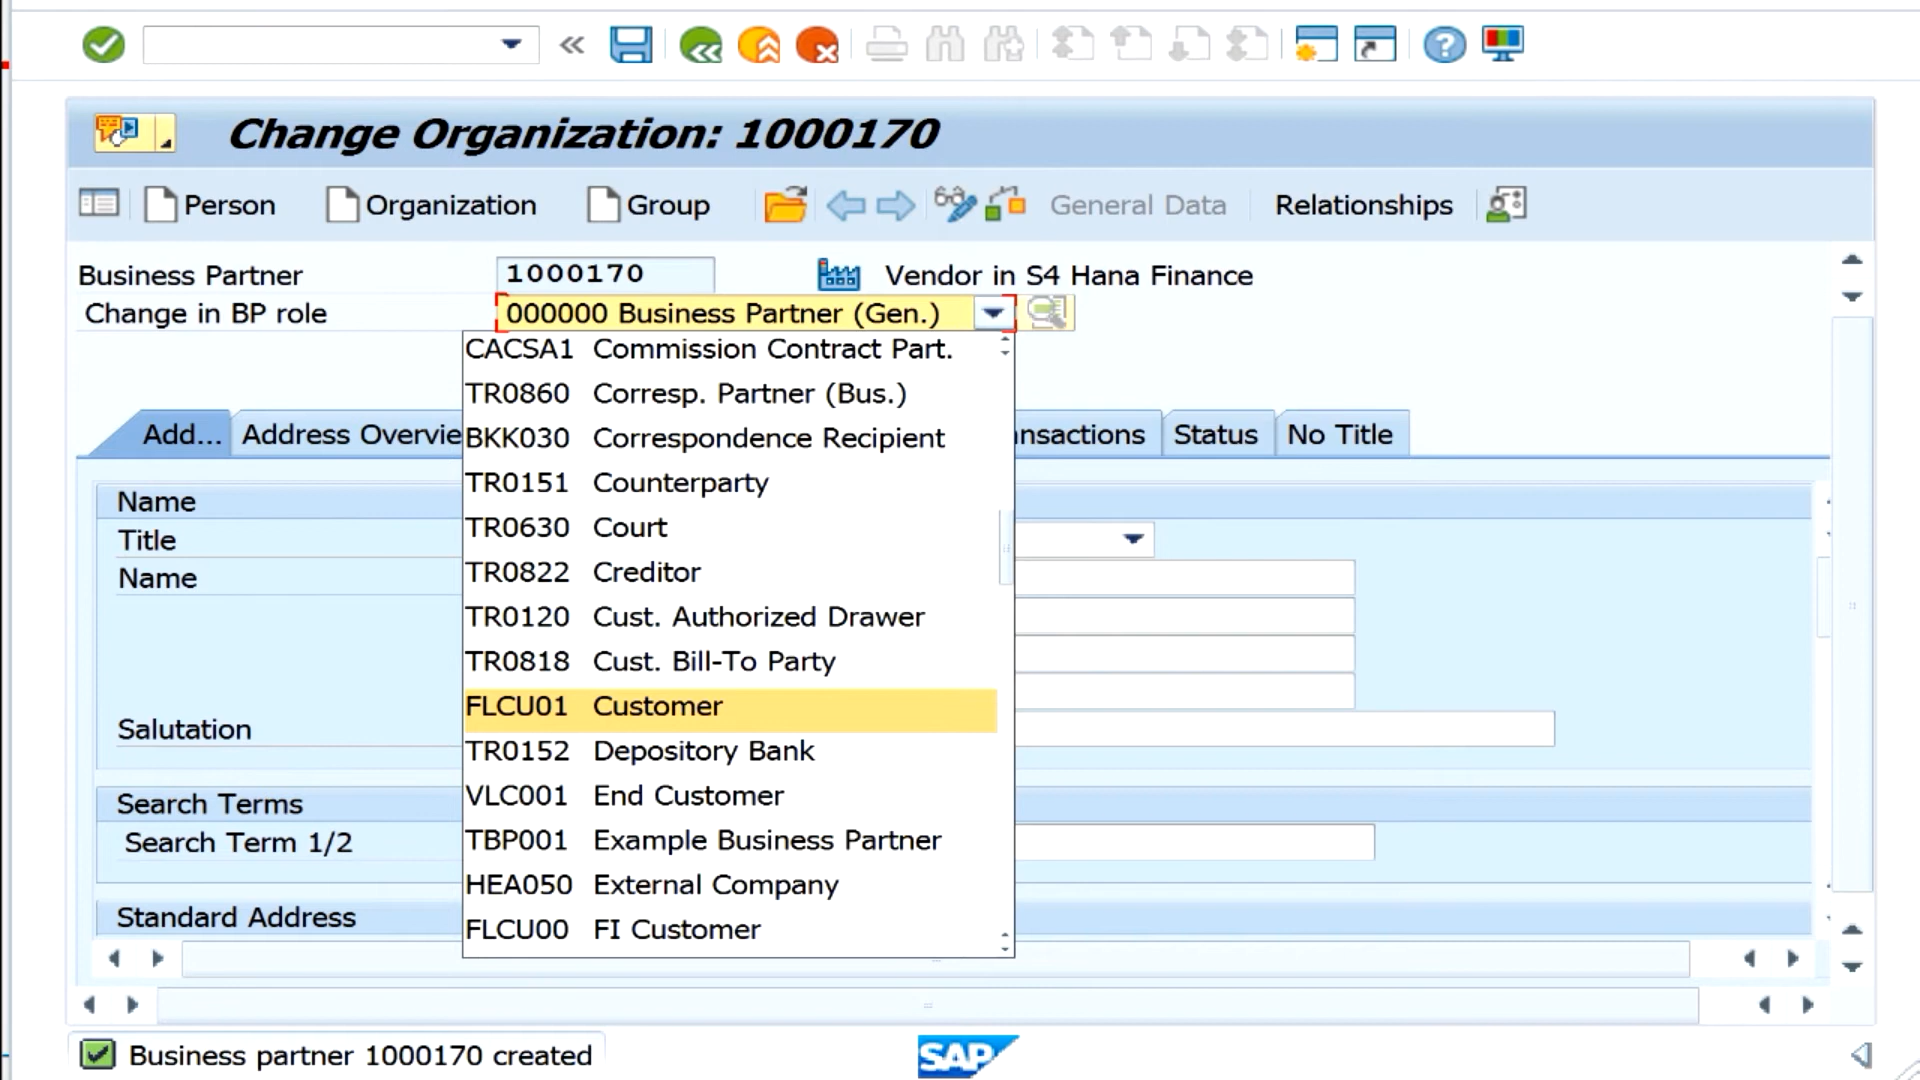 Change Organization: 1000170
Person Organization Group General Data Relationships
Business Partner 1000170 Vendor in S4 Hana Finance
Change in BP role 000000 Business Partner (Gen.)
CACSA1 Commission Contract Part.
TR0860 Corresp. Partner (Bus.)
Add... Address Overvie nsactions Status No Title
BKK030 Correspondence Recipient
TR0151 Counterparty
Name
TR0630 Court
Title
Name
TR0822 Creditor
TR0120 Cust. Authorized Drawer
TR0818 Cust. Bill-To Party
FLCU01 Customer
Salutation
TR0152 Depository Bank
VLC001 End Customer
Search Terms
Search Term 1/2
TBP001 Example Business Partner
HEA050 External Company
Standard Address
FLCU00 FI Customer
Business partner 1000170 created
SAP